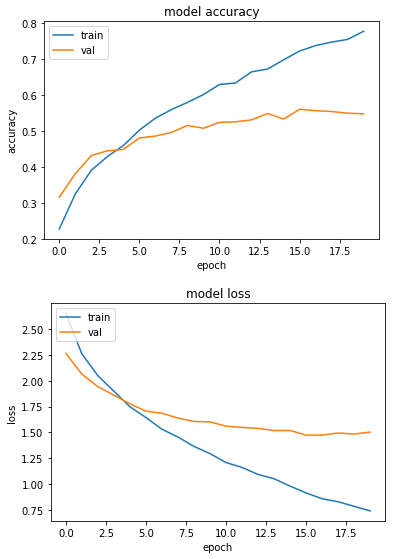 model accuracy
train
val
0.8
0.7
0.6
0.5
0.4
0.3
0.2
accuracy
0.0 2.5 5.0 7.5 10.0 12.5 15.0 17.5
epoch
model loss
train
val
2.50
2.25
2.00
1.75
1.50
1.25
1.00
0.75
loss
0.0 2.5 5.0 7.5 10.0 12.5 15.0 17.5
epoch